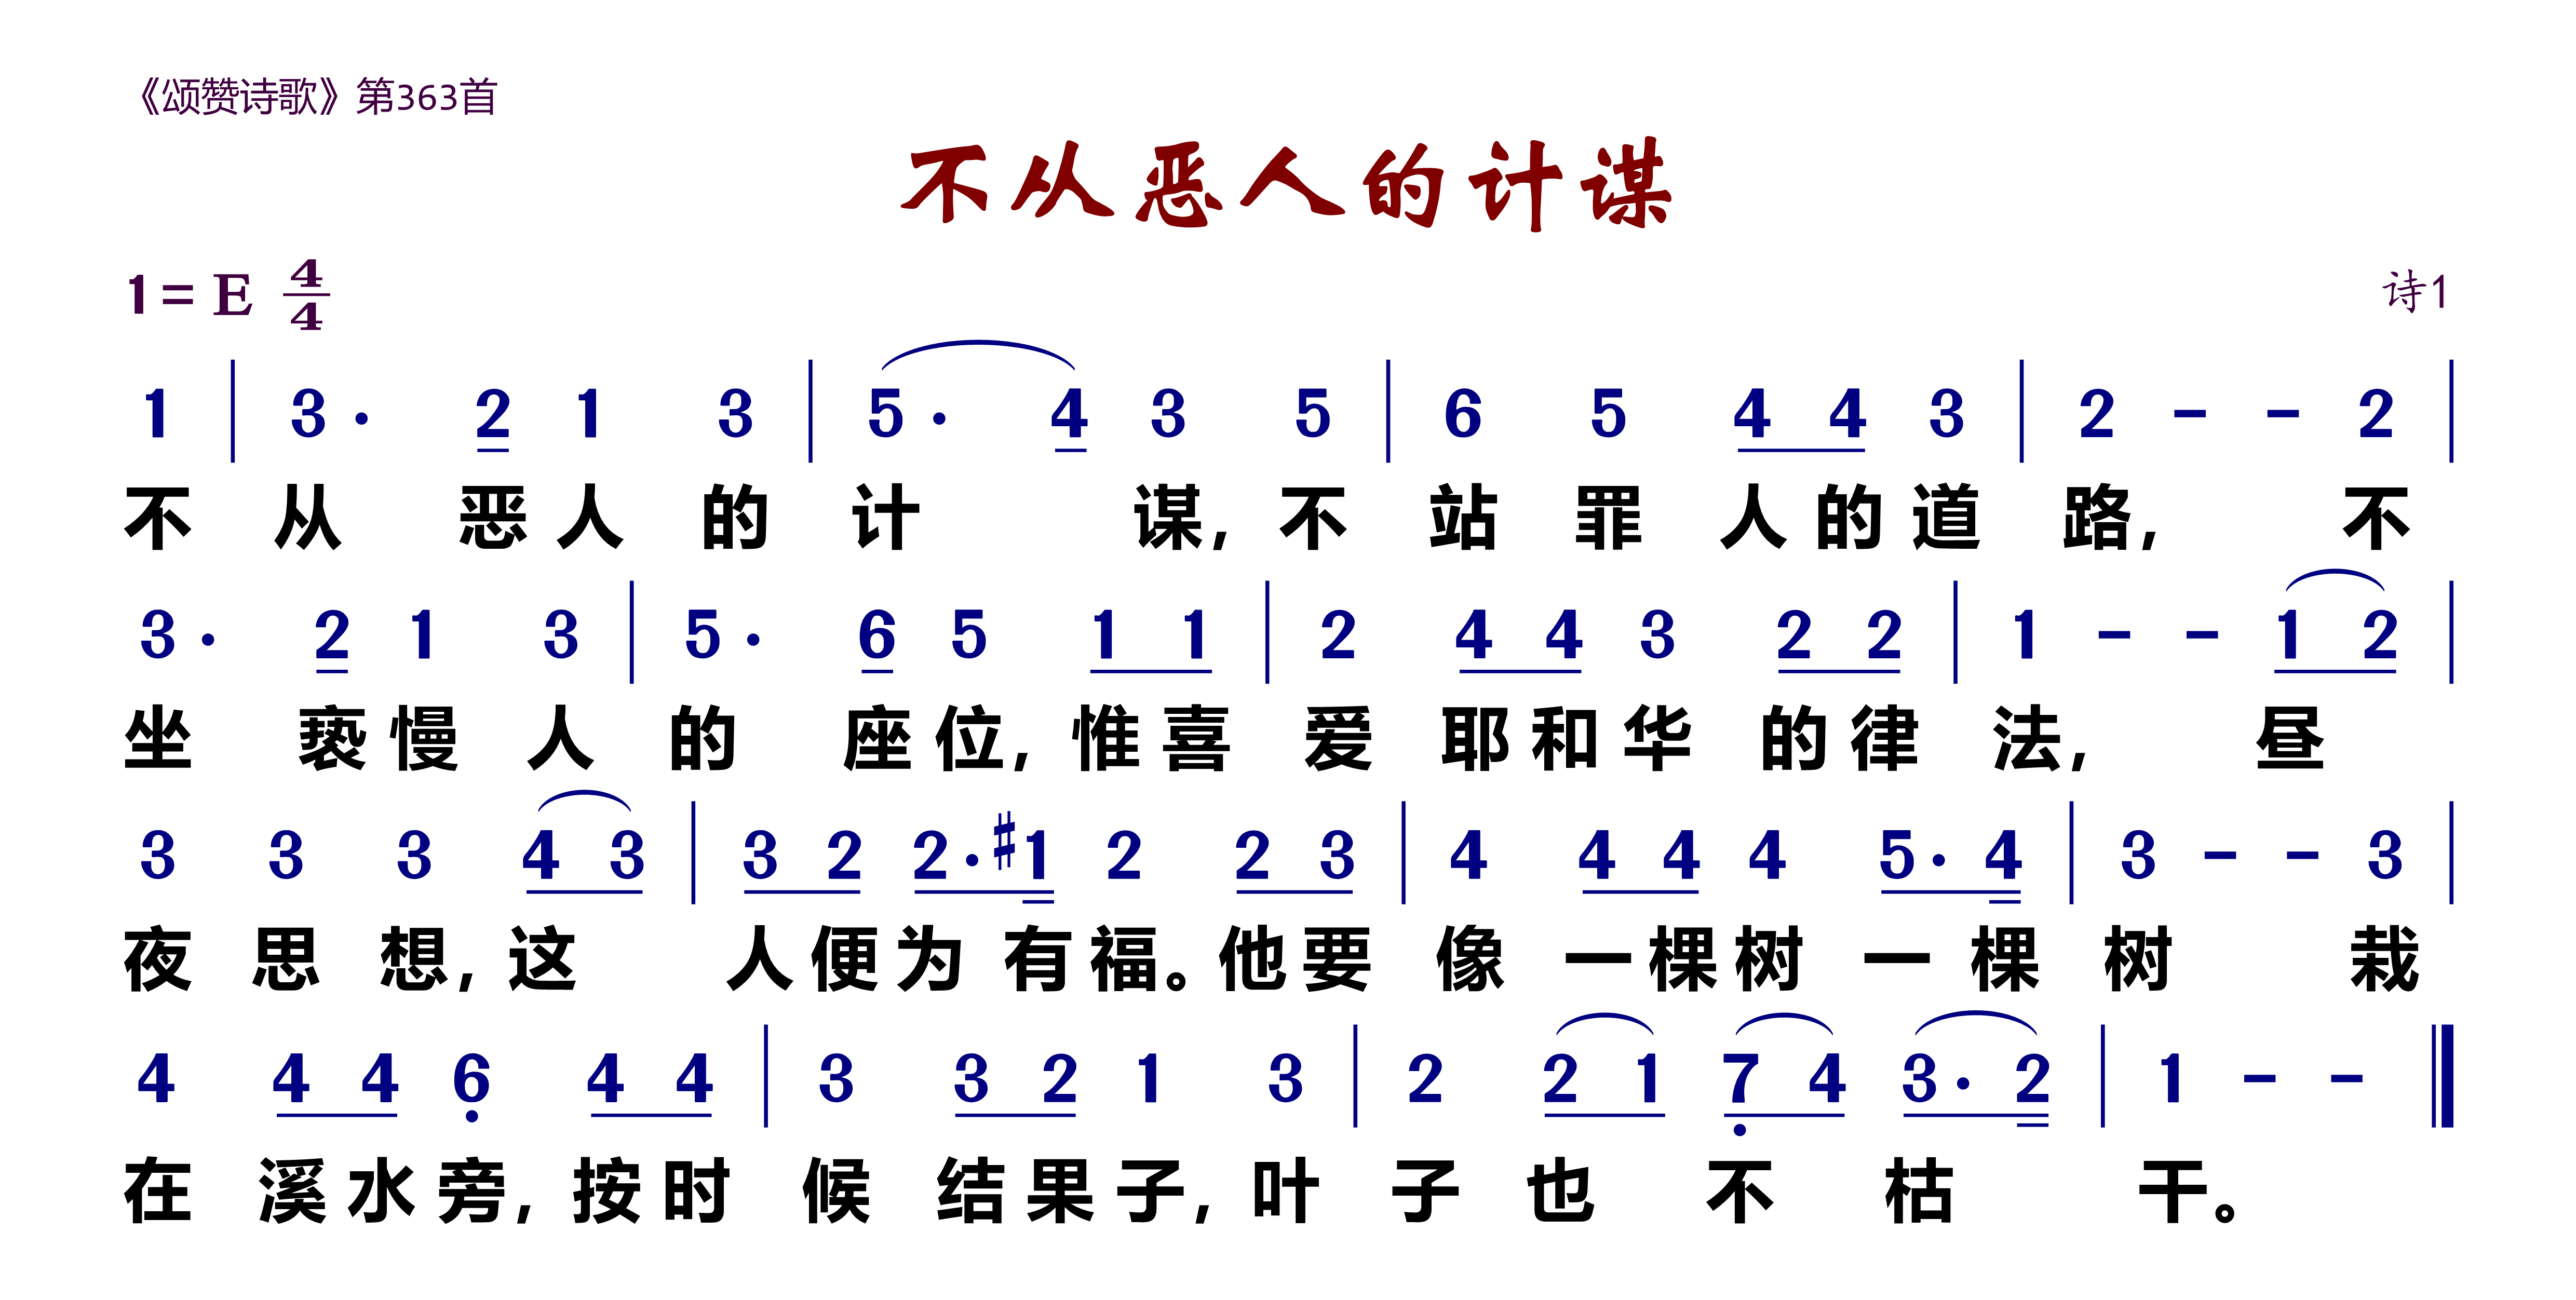 《颂赞诗歌》第363首
不从恶人的计谋
1= E 4/4
诗1
1 | 3· 2 1 3 | 5· 4 3 5 | 6 5 4 4 3 | 2 - - 2 |
不 从 恶 人 的 计 谋, 不 站 罪 人 的 道 路, 不
3· 2 1 3 | 5· 6 5 1 1 | 2 4 4 3 2 2 | 1 - - 1 2 |
坐 亵 慢 人 的 座 位, 惟 喜 爱 耶 和 华 的 律 法, 昼
3 3 3 4 3 | 3 2 2· #1 2 2 3 | 4 4 4 4 5· 4 | 3 - - 3 |
夜 思 想, 这 人 便 为 有 福。他 要 像 一 棵 树 一 棵 树 栽
4 4 4 6̣ 4 4 | 3 3 2 1 3 | 2 2 1 7̣ 4 3· 2 | 1 - - ‖
在 溪 水 旁, 按 时 候 结 果 子, 叶 子 也 不 枯 干。